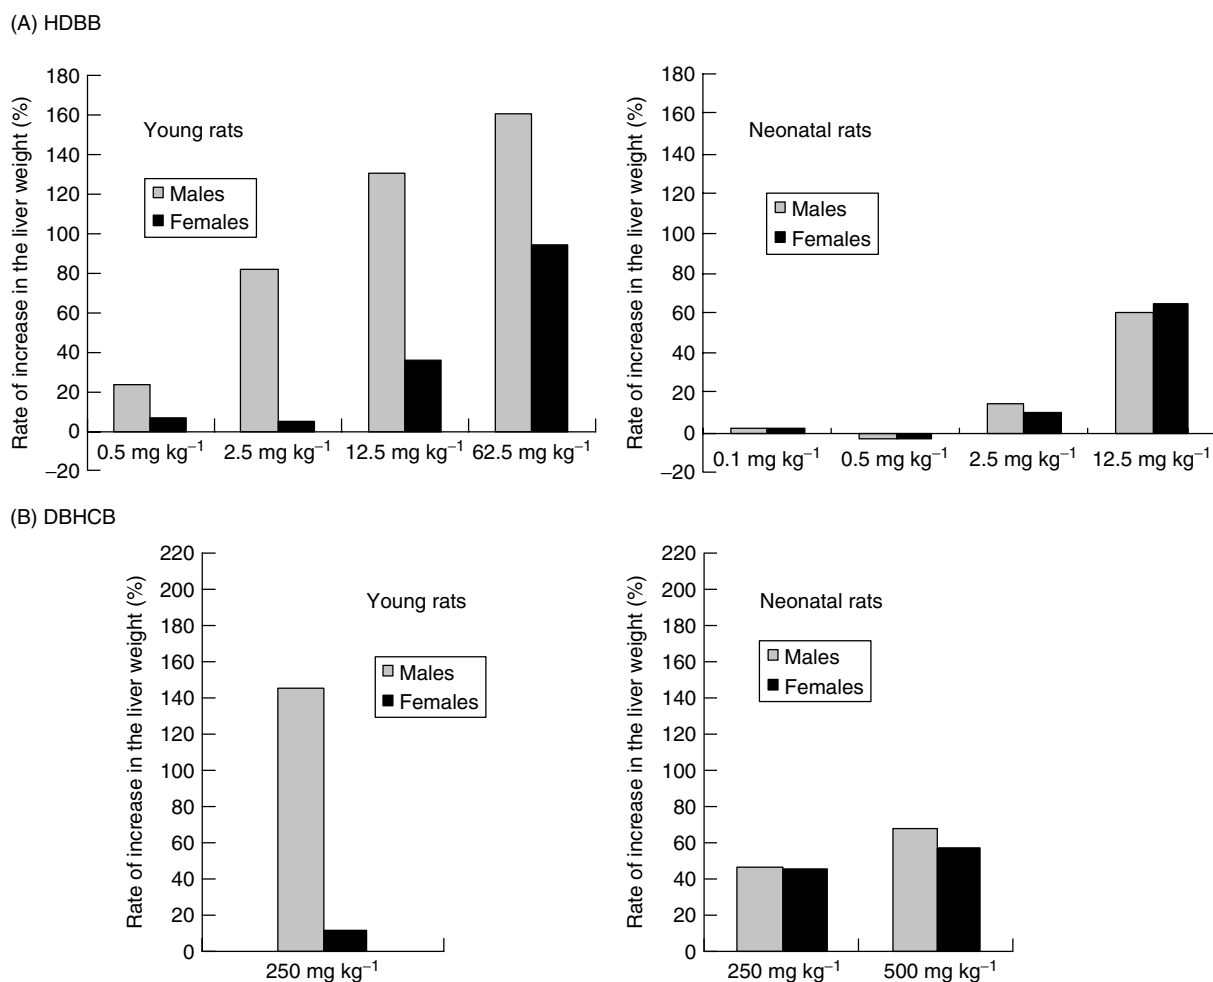 (A) HDBB
Rate of increase in the liver weight (%)
180
160
140
120
100
80
60
40
20
0
−20
Young rats
Males
Females
0.5 mg kg⁻¹ 2.5 mg kg⁻¹ 12.5 mg kg⁻¹ 62.5 mg kg⁻¹
Rate of increase in the liver weight (%)
180
160
140
120
100
80
60
40
20
0
−20
Neonatal rats
Males
Females
0.1 mg kg⁻¹ 0.5 mg kg⁻¹ 2.5 mg kg⁻¹ 12.5 mg kg⁻¹
(B) DBHCB
Rate of increase in the liver weight (%)
220
200
180
160
140
120
100
80
60
40
20
0
Young rats
Males
Females
250 mg kg⁻¹
Rate of increase in the liver weight (%)
220
200
180
160
140
120
100
80
60
40
20
0
Neonatal rats
Males
Females
250 mg kg⁻¹ 500 mg kg⁻¹